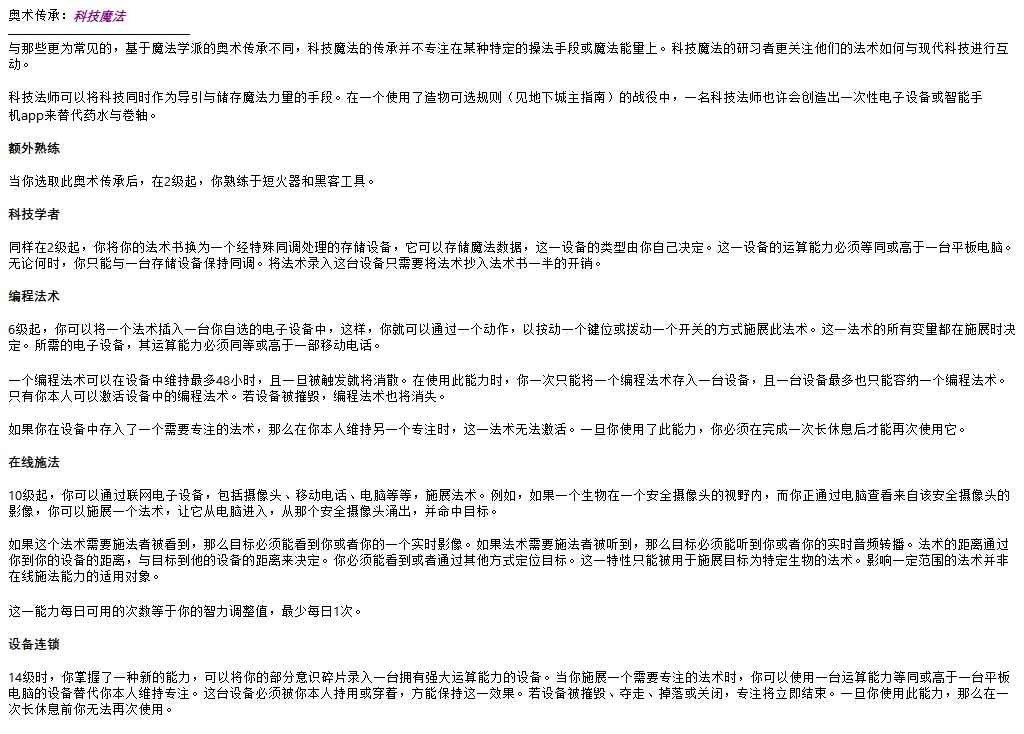 奥术传承：科技魔法
与那些更为常见的，基于魔法学派的奥术传承不同，科技魔法的传承并不专注在某种特定的操法手段或魔法能量上。科技魔法的研习者更关注他们的法术如何与现代科技进行互
动。
科技法师可以将科技同时作为导引与储存魔法力量的手段。在一个使用了造物可选规则（见地下城主指南）的战役中，一名科技法师也许会创造出一次性电子设备或智能手
机app来替代药水与卷轴。
额外熟练
当你选取此奥术传承后，在2级起，你熟练于短火器和黑客工具。
科技学者
同样在2级起，你将你的法术书换为一个经特殊同调处理的存储设备，它可以存储魔法数据，这一设备的类型由你自己决定。这一设备的运算能力必须等同或高于一台平板电脑。
无论何时，你只能与一台存储设备保持同调。将法术录入这台设备只需要将法术抄入法术书一半的开销。
编程法术
6级起，你可以将一个法术插入一台你自选的电子设备中，这样，你就可以通过一个动作，以按动一个键位或拨动一个开关的方式施展此法术。这一法术的所有变量都在施展时决
定。所需的电子设备，其运算能力必须同等或高于一部移动电话。
一个编程法术可以在设备中维持最多48小时，且一旦被触发就将消散。在使用此能力时，你一次只能将一个编程法术存入一台设备，且一台设备最多也只能容纳一个编程法术。
只有你本人可以激活设备中的编程法术。若设备被摧毁，编程法术也将消失。
如果你在设备中存入了一个需要专注的法术，那么在你本人维持另一个专注时，这一法术无法激活。一旦你使用了此能力，你必须在完成一次长休息后才能再次使用它。
在线施法
10级起，你可以通过联网电子设备，包括摄像头、移动电话、电脑等等，施展法术。例如，如果一个生物在一个安全摄像头的视野内，而你正通过电脑查看来自该安全摄像头的
影像，你可以施展一个法术，让它从电脑进入，从那个安全摄像头涌出，并命中目标。
如果这个法术需要施法者被看到，那么目标必须能看到你或者你的一个实时影像。如果法术需要施法者被听到，那么目标必须能听到你或者你的实时音频转播。法术的距离通过
你到你的设备的距离，与目标到他的设备的距离来决定。你必须能看到或者通过其他方式定位目标。这一特性只能被用于施展目标为特定生物的法术。影响一定范围的法术并非
在线施法能力的适用对象。
这一能力每日可用的次数等于你的智力调整值，最少每日1次。
设备连锁
14级时，你掌握了一种新的能力，可以将你的部分意识碎片录入一台拥有强大运算能力的设备。当你施展一个需要专注的法术时，你可以使用一台运算能力等同或高于一台平板
电脑的设备替代你本人维持专注。这台设备必须被你本人持用或穿着，方能保持这一效果。若设备被摧毁、夺走、掉落或关闭，专注将立即结束。一旦你使用此能力，那么在一
次长休息前你无法再次使用。